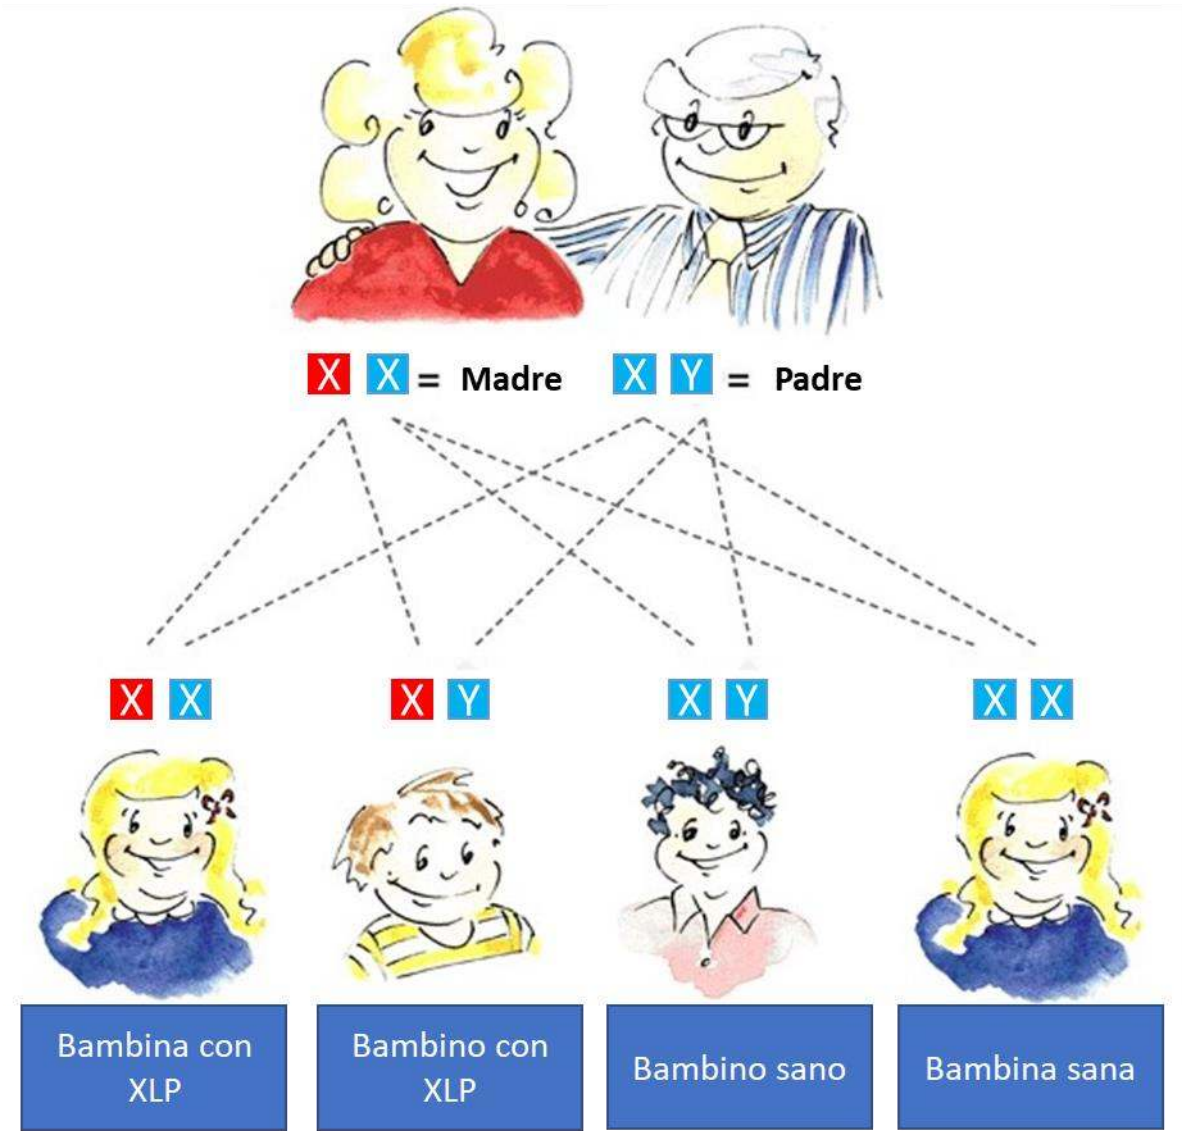 X X = Madre X Y = Padre
X X X Y X Y X X
Bambina con
XLP
Bambino con
XLP
Bambino sano
Bambina sana